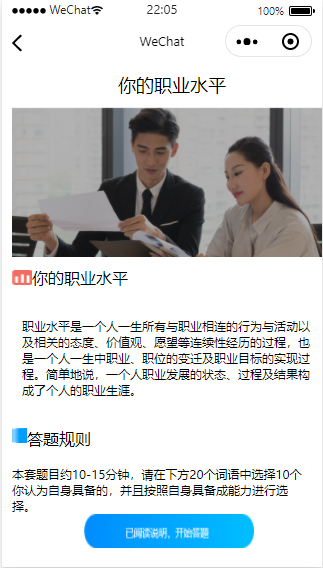 WeChat 22:05 100%
WeChat
你的职业水平
你的职业水平
职业水平是一个人一生所有与职业相连的行为与活动以
及相关的态度、价值观、愿望等连续性经历的过程，也
是一个人一生中职业、职位的变迁及职业目标的实现过
程。简单地说，一个人职业发展的状态、过程及结果构
成了个人的职业生涯。
答题规则
本套题目约10-15分钟，请在下方20个词语中选择10个
你认为自身具备的，并且按照自身具备成能力进行选
择。
已阅读说明，开始答题